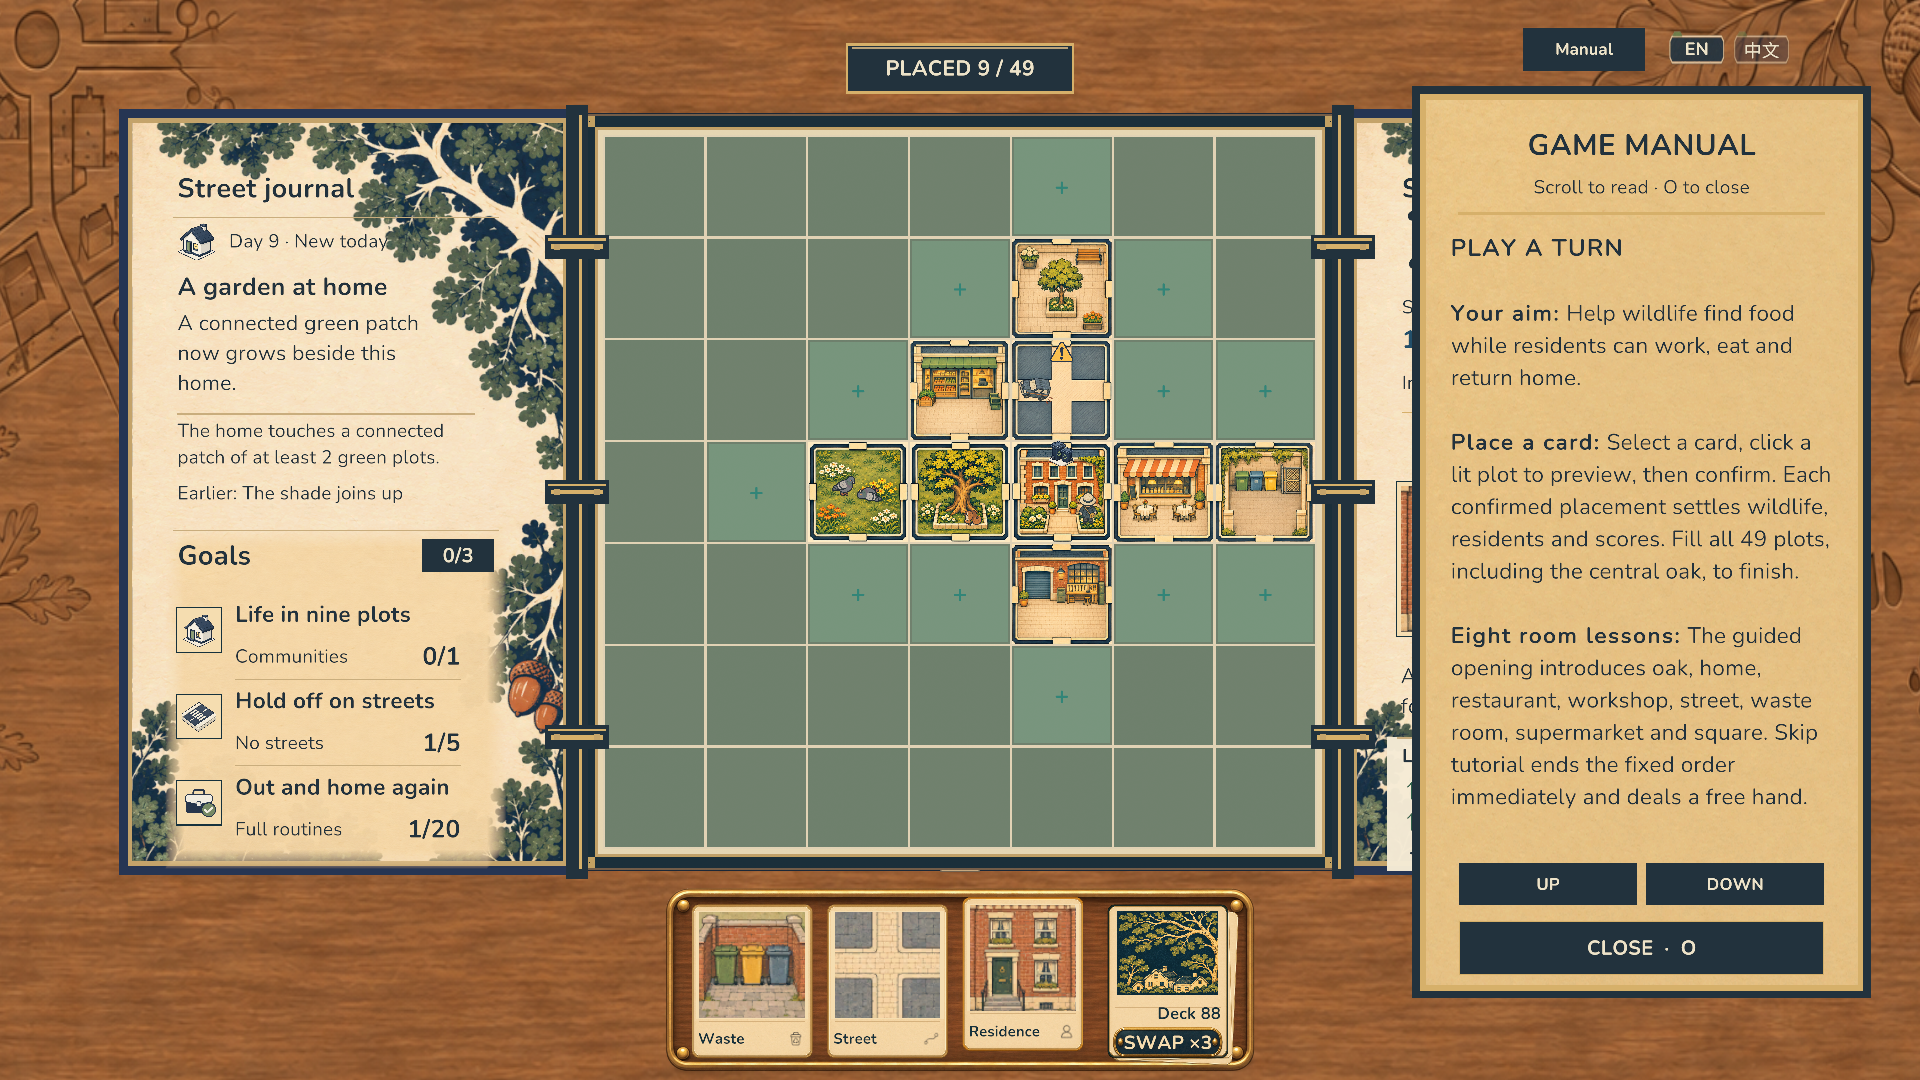 PLACED 9 / 49
Manual
EN
中文
Street journal
Day 9 · New today
A garden at home
A connected green patch
now grows beside this
home.
The home touches a connected
patch of at least 2 green plots.
Earlier: The shade joins up
Goals
0/3
Life in nine plots
Communities 0/1
Hold off on streets
No streets 1/5
Out and home again
Full routines 1/20
GAME MANUAL
Scroll to read · O to close
PLAY A TURN
Your aim: Help wildlife find food
while residents can work, eat and
return home.
Place a card: Select a card, click a
lit plot to preview, then confirm. Each
confirmed placement settles wildlife,
residents and scores. Fill all 49 plots,
including the central oak, to finish.
Eight room lessons: The guided
opening introduces oak, home,
restaurant, workshop, street, waste
room, supermarket and square. Skip
tutorial ends the fixed order
immediately and deals a free hand.
UP
DOWN
CLOSE · O
Waste
Street
Residence
Deck 88
SWAP ×3